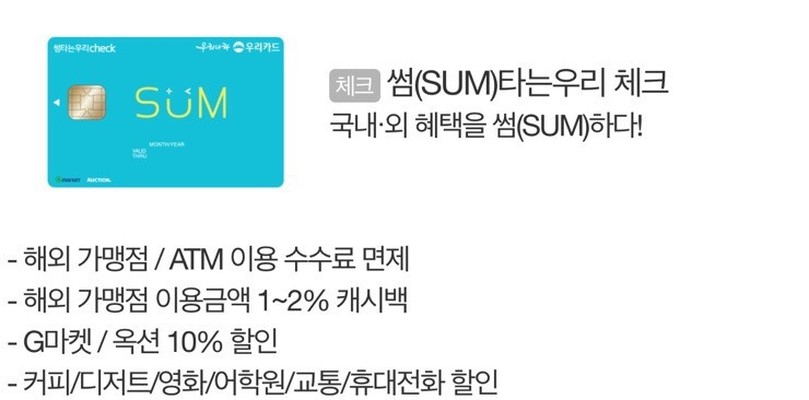 썸타는우리check
우리나라 우리카드
SUM
MONTH/YEAR
VALID
THRU
Gmarket AUCTION.
체크 썸(SUM)타는우리 체크
국내·외 혜택을 썸(SUM)하다!
- 해외 가맹점 / ATM 이용 수수료 면제
- 해외 가맹점 이용금액 1~2% 캐시백
- G마켓 / 옥션 10% 할인
- 커피/디저트/영화/어학원/교통/휴대전화 할인